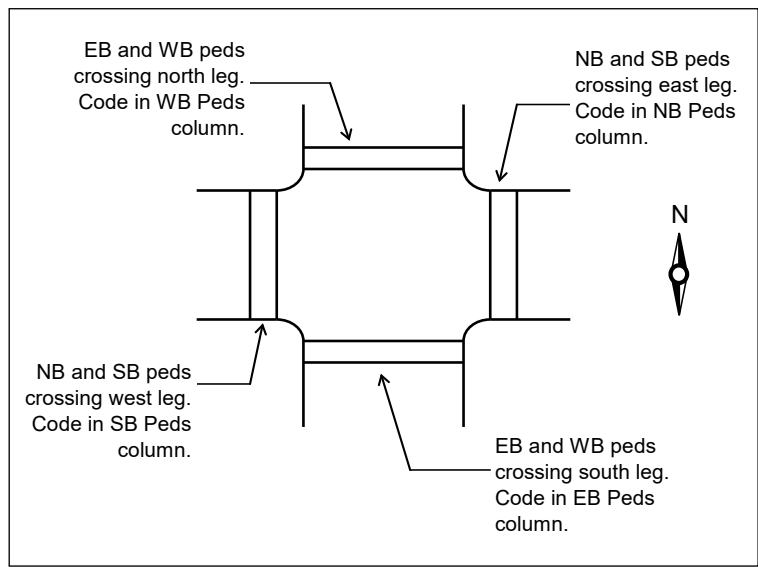 EB and WB peds
crossing north leg.
Code in WB Peds
column.
NB and SB peds
crossing east leg.
Code in NB Peds
column.
N
NB and SB peds
crossing west leg.
Code in SB Peds
column.
EB and WB peds
crossing south leg.
Code in EB Peds
column.